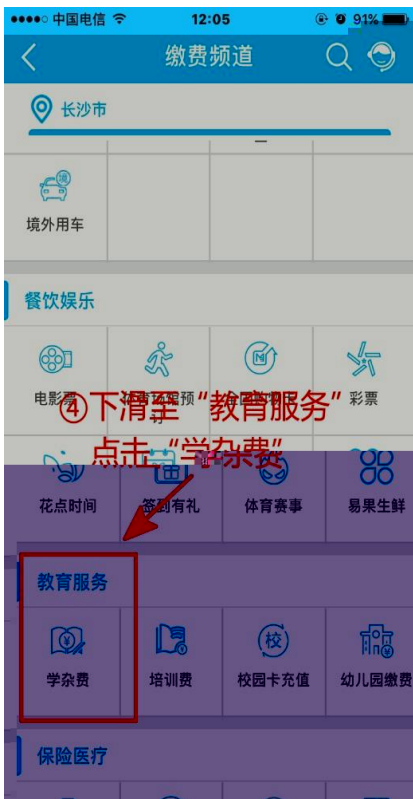 中国电信 12:05 91%
缴费频道
长沙市
境外用车
餐饮娱乐
电影票 彩票
④下滑至“教育服务”
点击“学杂费”
花点时间 签到有礼 体育赛事 易果生鲜
教育服务
学杂费 培训费 校园卡充值 幼儿园缴费
保险医疗